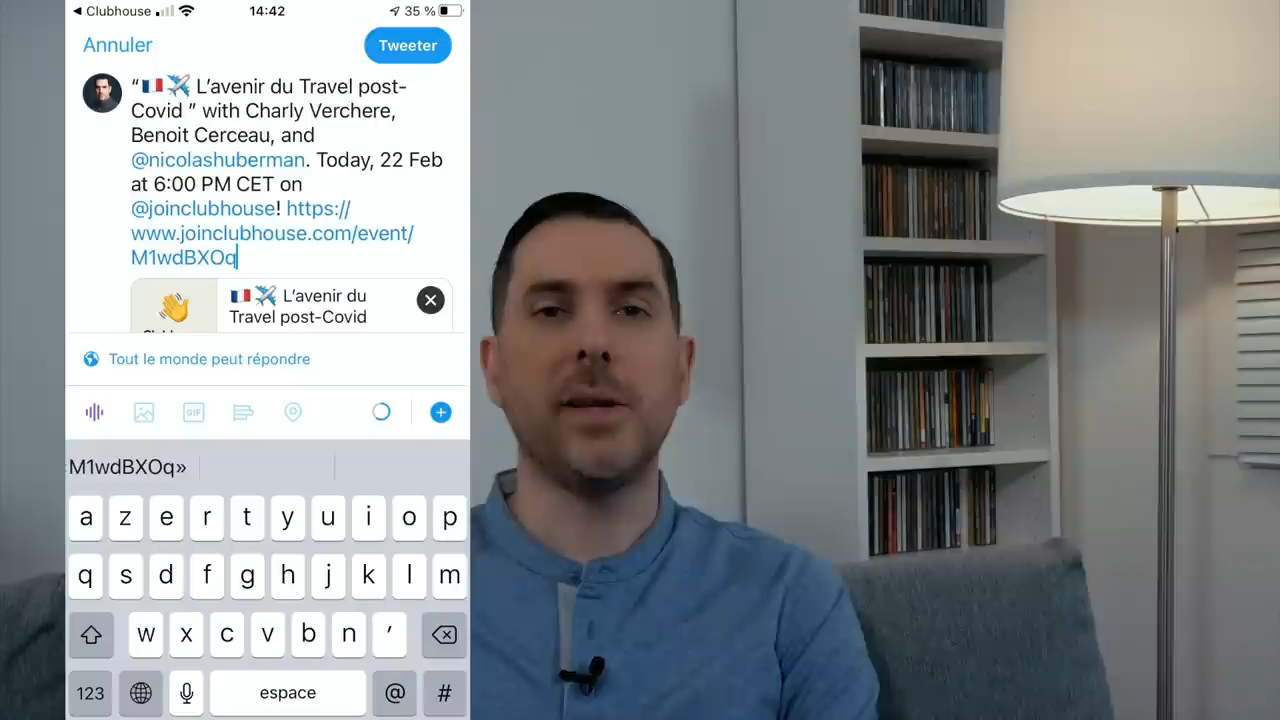 ◀ Clubhouse 14:42 35 %
Annuler Tweeter
“🇫🇷✈️ L’avenir du Travel post-
Covid ” with Charly Verchere,
Benoit Cerceau, and
@nicolashuberman. Today, 22 Feb
at 6:00 PM CET on
@joinclubhouse! https://
www.joinclubhouse.com/event/
M1wdBXOq
🇫🇷✈️ L’avenir du
Travel post-Covid
Tout le monde peut répondre
GIF
M1wdBXOq»
a z e r t y u i o p
q s d f g h j k l m
w x c v b n ’
123 espace @ #